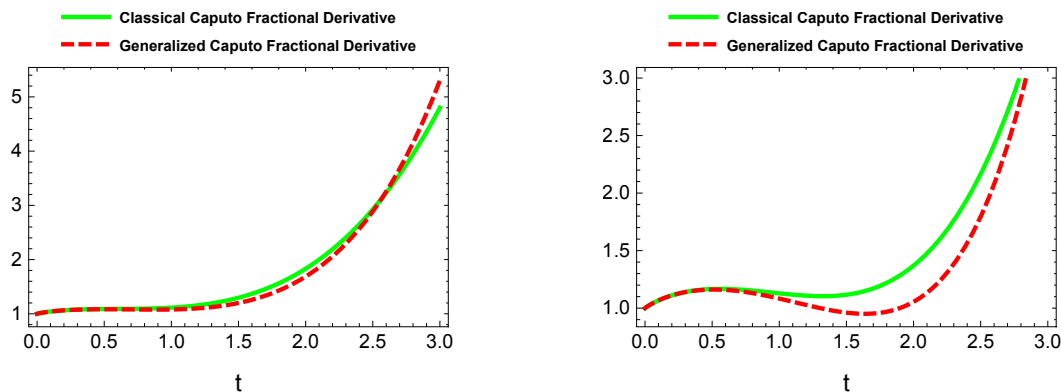 Classical Caputo Fractional Derivative
Generalized Caputo Fractional Derivative
5
4
3
2
1
0.0 0.5 1.0 1.5 2.0 2.5 3.0
t
Classical Caputo Fractional Derivative
Generalized Caputo Fractional Derivative
3.0
2.5
2.0
1.5
1.0
0.0 0.5 1.0 1.5 2.0 2.5 3.0
t